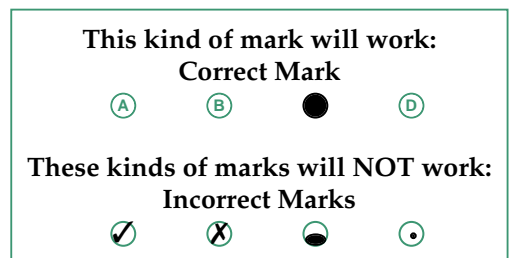 This kind of mark will work:
Correct Mark
A B D
These kinds of marks will NOT work:
Incorrect Marks